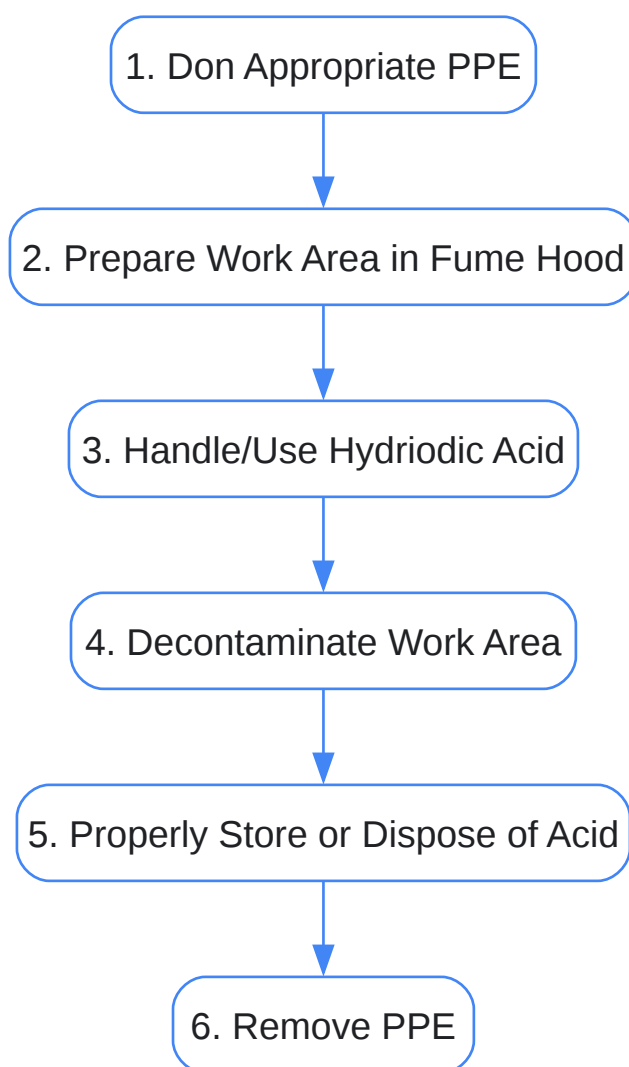 1. Don Appropriate PPE
2. Prepare Work Area in Fume Hood
3. Handle/Use Hydriodic Acid
4. Decontaminate Work Area
5. Properly Store or Dispose of Acid
6. Remove PPE